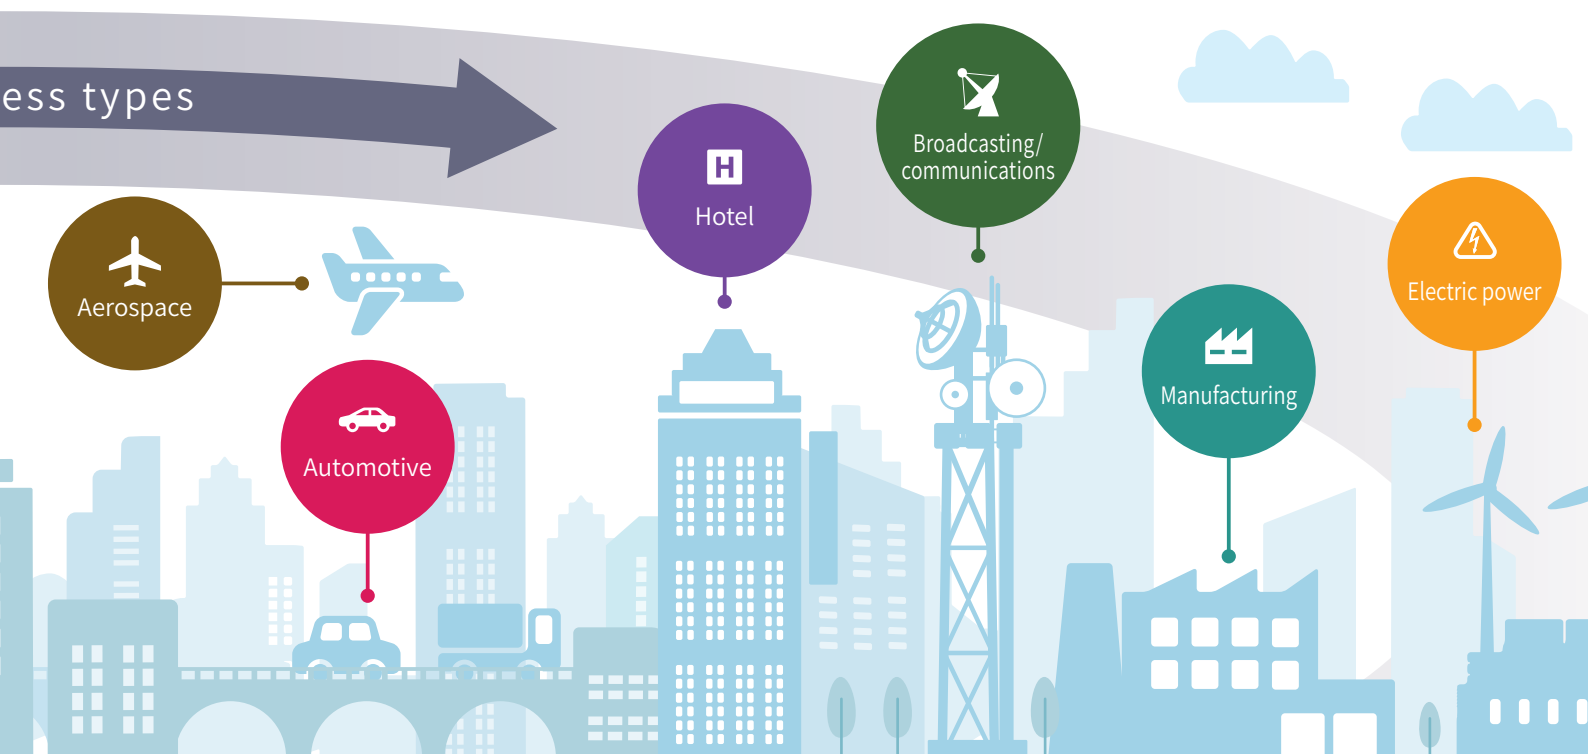 ess types
Broadcasting/
communications
Hotel
Electric power
Aerospace
Manufacturing
Automotive
H